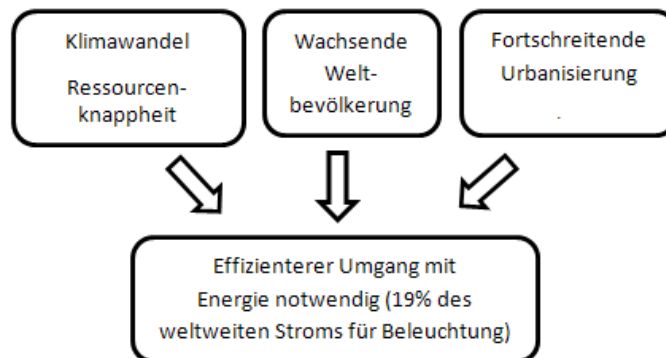 Klimawandel
Ressourcen-
knappheit
Wachsende
Welt-
bevölkerung
Fortschreitende
Urbanisierung
.
Effizienterer Umgang mit
Energie notwendig (19% des
weltweiten Stroms für Beleuchtung)